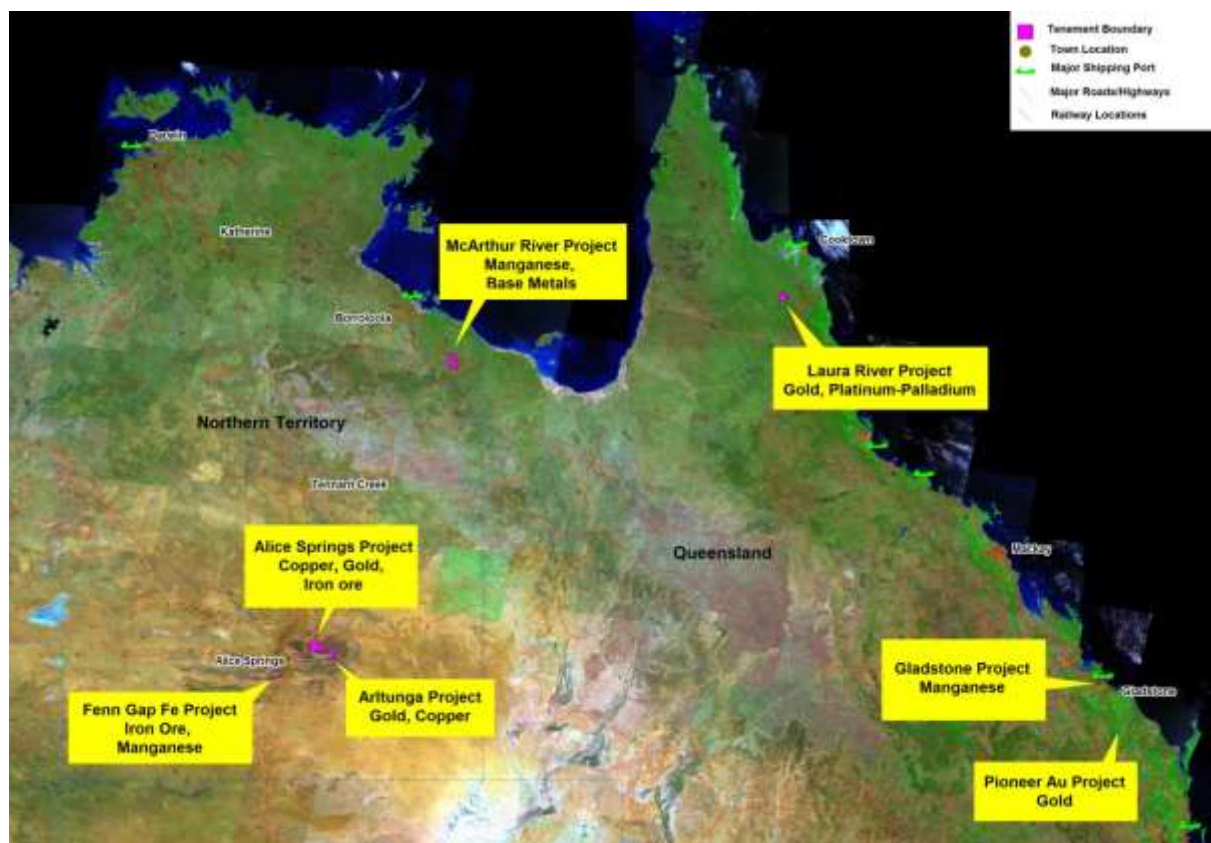 Tenement Boundary
Town Location
Major Shipping Port
Major Roads/Highways
Railway Locations
Darwin
Katherine
Cooktown
McArthur River Project
Manganese,
Base Metals
Borroloola
Laura River Project
Gold, Platinum-Palladium
Northern Territory
Tennant Creek
Alice Springs Project
Copper, Gold,
Iron ore
Queensland
Mackay
Alice Springs
Gladstone Project
Manganese
Gladstone
Fenn Gap Fe Project
Iron Ore,
Manganese
Arltunga Project
Gold, Copper
Pioneer Au Project
Gold